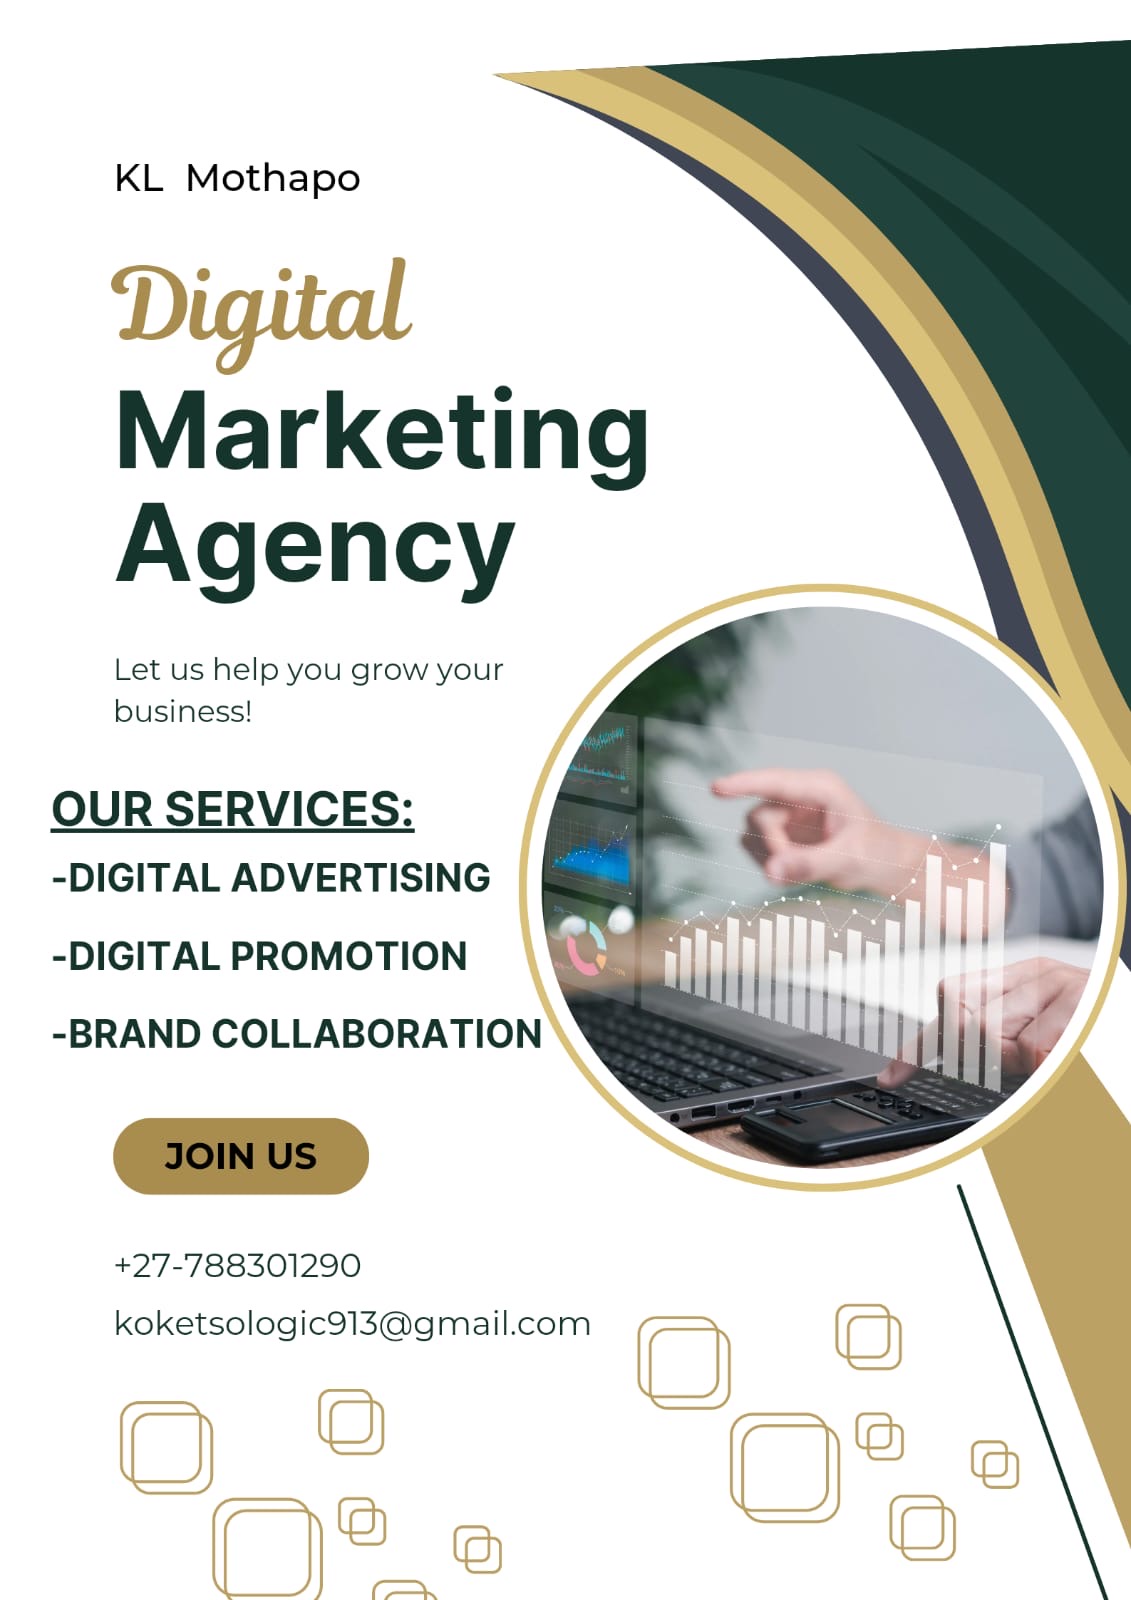 KL Mothapo
Digital
Marketing
Agency
Let us help you grow your
business!
OUR SERVICES:
-DIGITAL ADVERTISING
-DIGITAL PROMOTION
-BRAND COLLABORATION
JOIN US
+27-788301290
koketsologic913@gmail.com